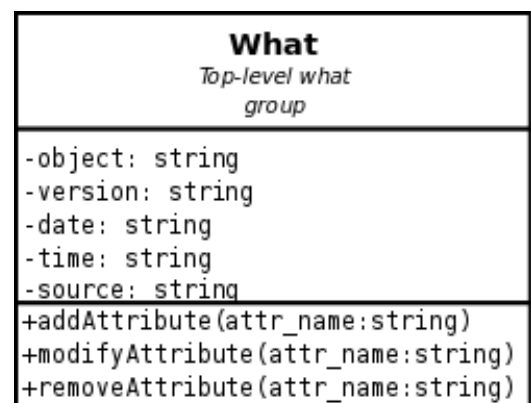 What
Top-level what
group
-object: string
-version: string
-date: string
-time: string
-source: string
+addAttribute(attr_name:string)
+modifyAttribute(attr_name:string)
+removeAttribute(attr_name:string)